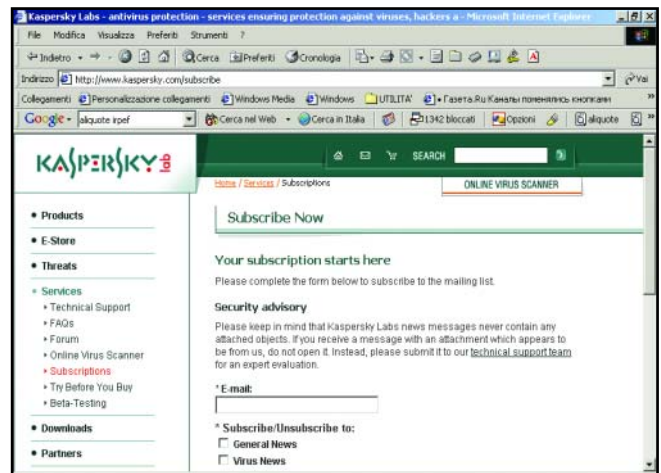 Kaspersky Labs - antivirus protection - services ensuring protection against viruses, hackers a - Microsoft Internet Explorer
File Modifica Visualizza Preferiti Strumenti ?
Indietro Cerca Preferiti Cronologia
Indirizzo http://www.kaspersky.com/subscribe Vai
Collegamenti Personalizzazione collegamenti Windows Media Windows UTILITA' Газета.Ru Каналы поменялись кнопками »
Google aliquote irpef Cerca nel Web Cerca in Italia 1342 bloccati Opzioni aliquote »
KASPERSKY lab
SEARCH
Home / Services / Subscriptions
ONLINE VIRUS SCANNER
Products
E-Store
Threats
Services
Technical Support
FAQs
Forum
Online Virus Scanner
Subscriptions
Try Before You Buy
Beta-Testing
Downloads
Partners
Subscribe Now
Your subscription starts here
Please complete the form below to subscribe to the mailing list.
Security advisory
Please keep in mind that Kaspersky Labs news messages never contain any
attached objects. If you receive a message with an attachment which appears to
be from us, do not open it. Instead, please submit it to our technical support team
for an expert evaluation.
* E-mail:
* Subscribe/Unsubscribe to:
General News
Virus News